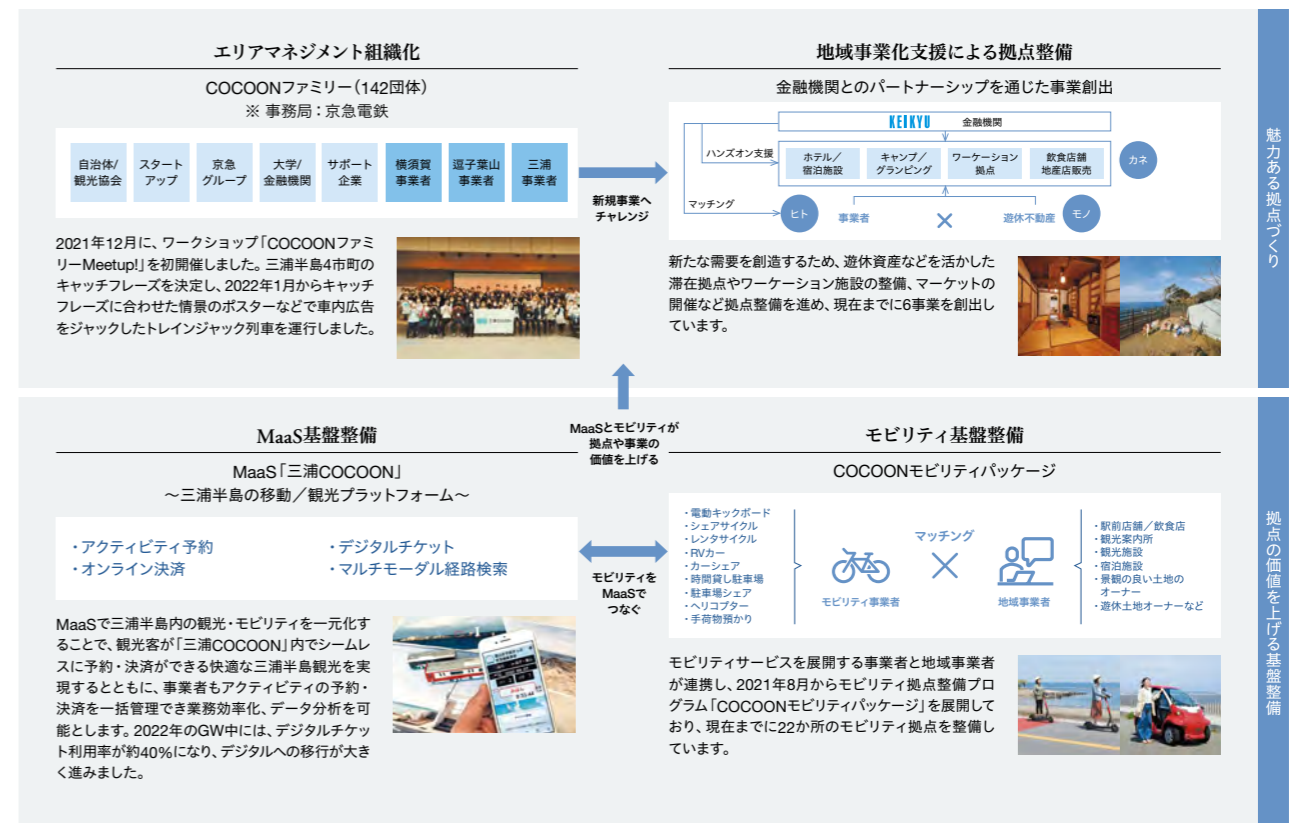 エリアマネジメント組織化
COCOONファミリー（142団体）
※ 事務局：京急電鉄
自治体/
観光協会
スタート
アップ
京急
グループ
大学/
金融機関
サポート
企業
横須賀
事業者
逗子葉山
事業者
三浦
事業者
2021年12月に、ワークショップ「COCOONファミ
リーMeetup!」を初開催しました。三浦半島4市町の
キャッチフレーズを決定し、2022年1月からキャッチ
フレーズに合わせた情景のポスターなどで車内広告
をジャックしたトレインジャック列車を運行しました。
新規事業へ
チャレンジ
地域事業化支援による拠点整備
金融機関とのパートナーシップを通じた事業創出
KEIKYU 金融機関
ハンズオン支援
ホテル／
宿泊施設
キャンプ／
グランピング
ワーケーション
拠点
飲食店舗
地産店販売
カネ
マッチング
ヒト
事業者
×
遊休不動産
モノ
新たな需要を創造するため、遊休資産などを活かした
滞在拠点やワーケーション施設の整備、マーケットの
開催など拠点整備を進め、現在までに6事業を創出し
ています。
魅力ある拠点づくり
MaaSとモビリティが
拠点や事業の
価値を上げる
MaaS基盤整備
MaaS「三浦COCOON」
～三浦半島の移動／観光プラットフォーム～
・アクティビティ予約
・オンライン決済
・デジタルチケット
・マルチモーダル経路検索
MaaSで三浦半島内の観光・モビリティを一元化す
ることで、観光客が「三浦COCOON」内でシームレ
スに予約・決済ができる快適な三浦半島観光を実
現するとともに、事業者もアクティビティの予約・
決済を一括管理でき業務効率化、データ分析を可
能とします。2022年のGW中には、デジタルチケッ
ト利用率が約40%になり、デジタルへの移行が大き
く進みました。
モビリティを
MaaSで
つなぐ
モビリティ基盤整備
COCOONモビリティパッケージ
・電動キックボード
・シェアサイクル
・レンタサイクル
・RVカー
・カーシェア
・時間貸し駐車場
・駐車場シェア
・ヘリコプター
・手荷物預かり
モビリティ事業者
マッチング
×
地域事業者
・駅前店舗／飲食店
・観光案内所
・観光施設
・宿泊施設
・景観の良い土地の
オーナー
・遊休土地オーナーなど
モビリティサービスを展開する事業者と地域事業者
が連携し、2021年8月からモビリティ拠点整備プロ
グラム「COCOONモビリティパッケージ」を展開して
おり、現在までに22か所のモビリティ拠点を整備し
ています。
拠点の価値を上げる基盤整備